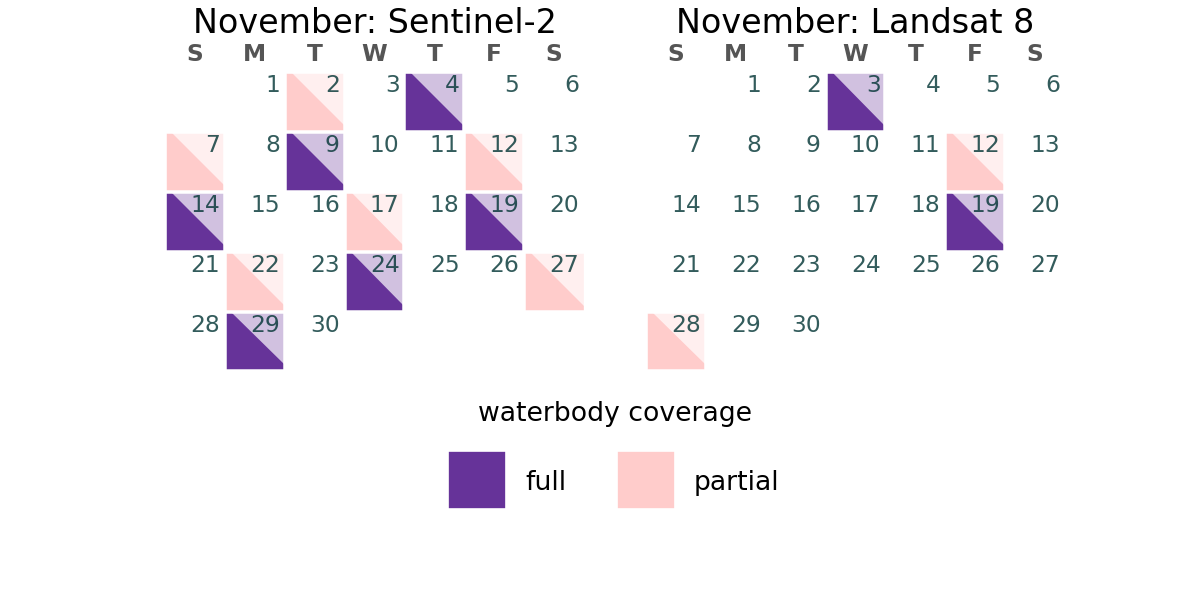 November: Sentinel-2
S M T W T F S
1 2 3 4 5 6
7 8 9 10 11 12 13
14 15 16 17 18 19 20
21 22 23 24 25 26 27
28 29 30
November: Landsat 8
S M T W T F S
1 2 3 4 5 6
7 8 9 10 11 12 13
14 15 16 17 18 19 20
21 22 23 24 25 26 27
28 29 30
waterbody coverage
full
partial